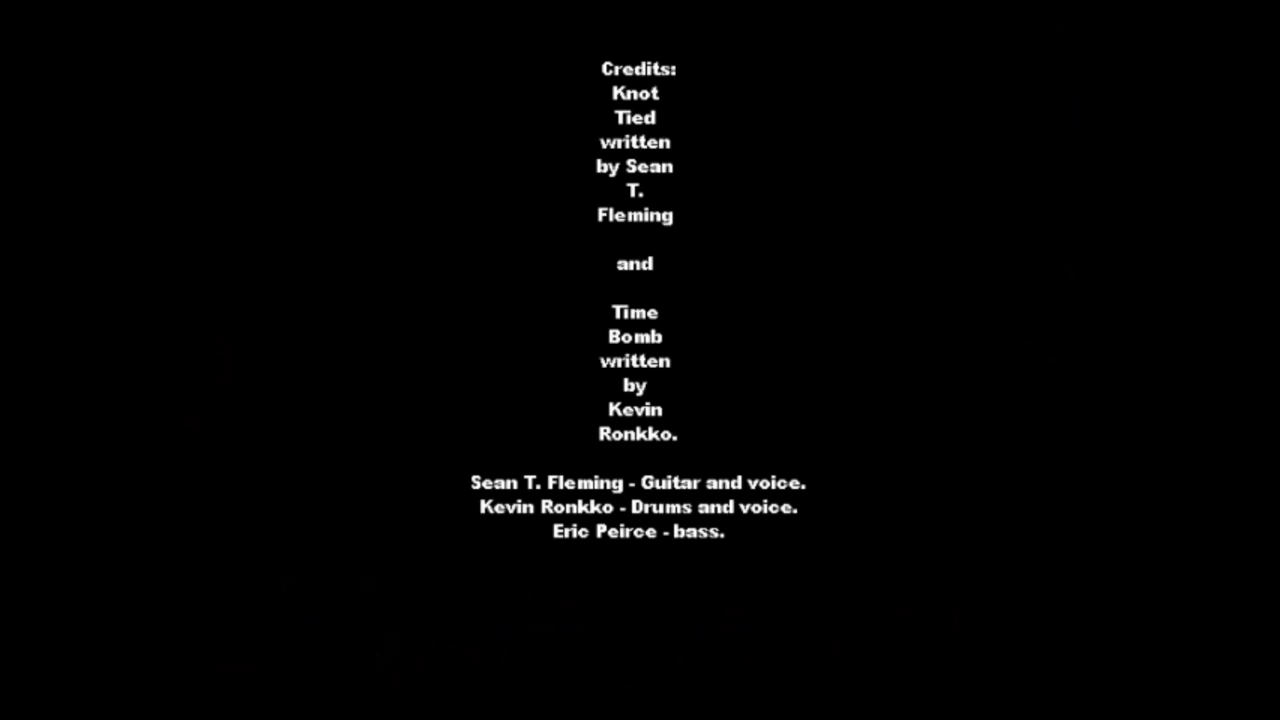 Credits:
Knot
Tied
written
by Sean
T.
Fleming
and
Time
Bomb
written
by
Kevin
Ronkko.
Sean T. Fleming - Guitar and voice.
Kevin Ronkko - Drums and voice.
Eric Peirce - bass.